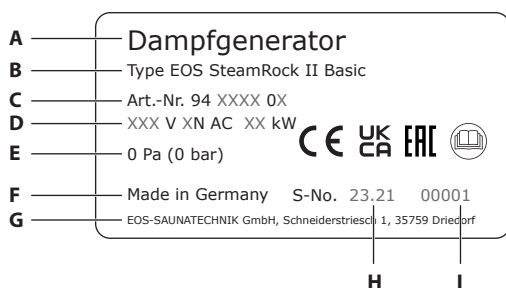 A Dampfgenerator
B Type EOS SteamRock II Basic
C Art.-Nr. 94 XXXX 0X
D XXX V XN AC XX kW
E 0 Pa (0 bar)
CE UK CA EAC
F Made in Germany S-No. 23.21 00001
G EOS-SAUNATECHNIK GmbH, Schneiderstriesch 1, 35759 Driedorf
H I